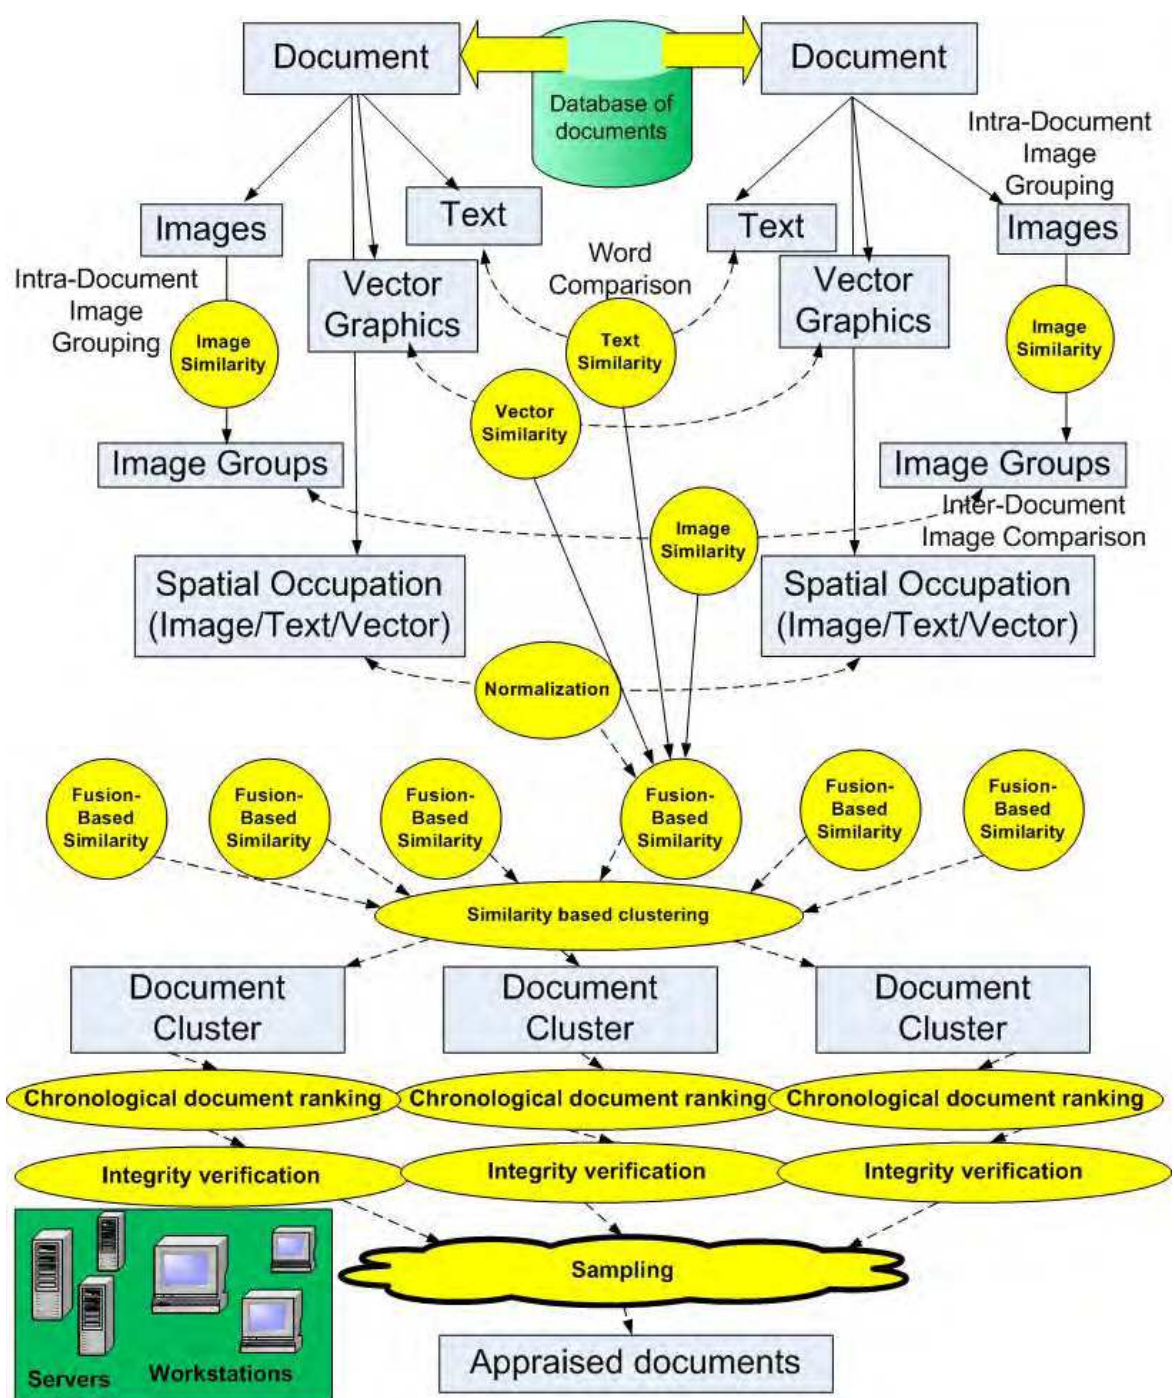 Document
Document
Database of
documents
Intra-Document
Image
Grouping
Images
Text
Text
Images
Word
Comparison
Intra-Document
Image
Grouping
Vector
Graphics
Vector
Graphics
Image
Similarity
Text
Similarity
Image
Similarity
Vector
Similarity
Image Groups
Image Groups
Image
Similarity
Inter-Document
Image Comparison
Spatial Occupation
(Image/Text/Vector)
Spatial Occupation
(Image/Text/Vector)
Normalization
Fusion-
Based
Similarity
Fusion-
Based
Similarity
Fusion-
Based
Similarity
Fusion-
Based
Similarity
Fusion-
Based
Similarity
Fusion-
Based
Similarity
Similarity based clustering
Document
Cluster
Document
Cluster
Document
Cluster
Chronological document ranking
Chronological document ranking
Chronological document ranking
Integrity verification
Integrity verification
Integrity verification
Sampling
Servers
Workstations
Appraised documents